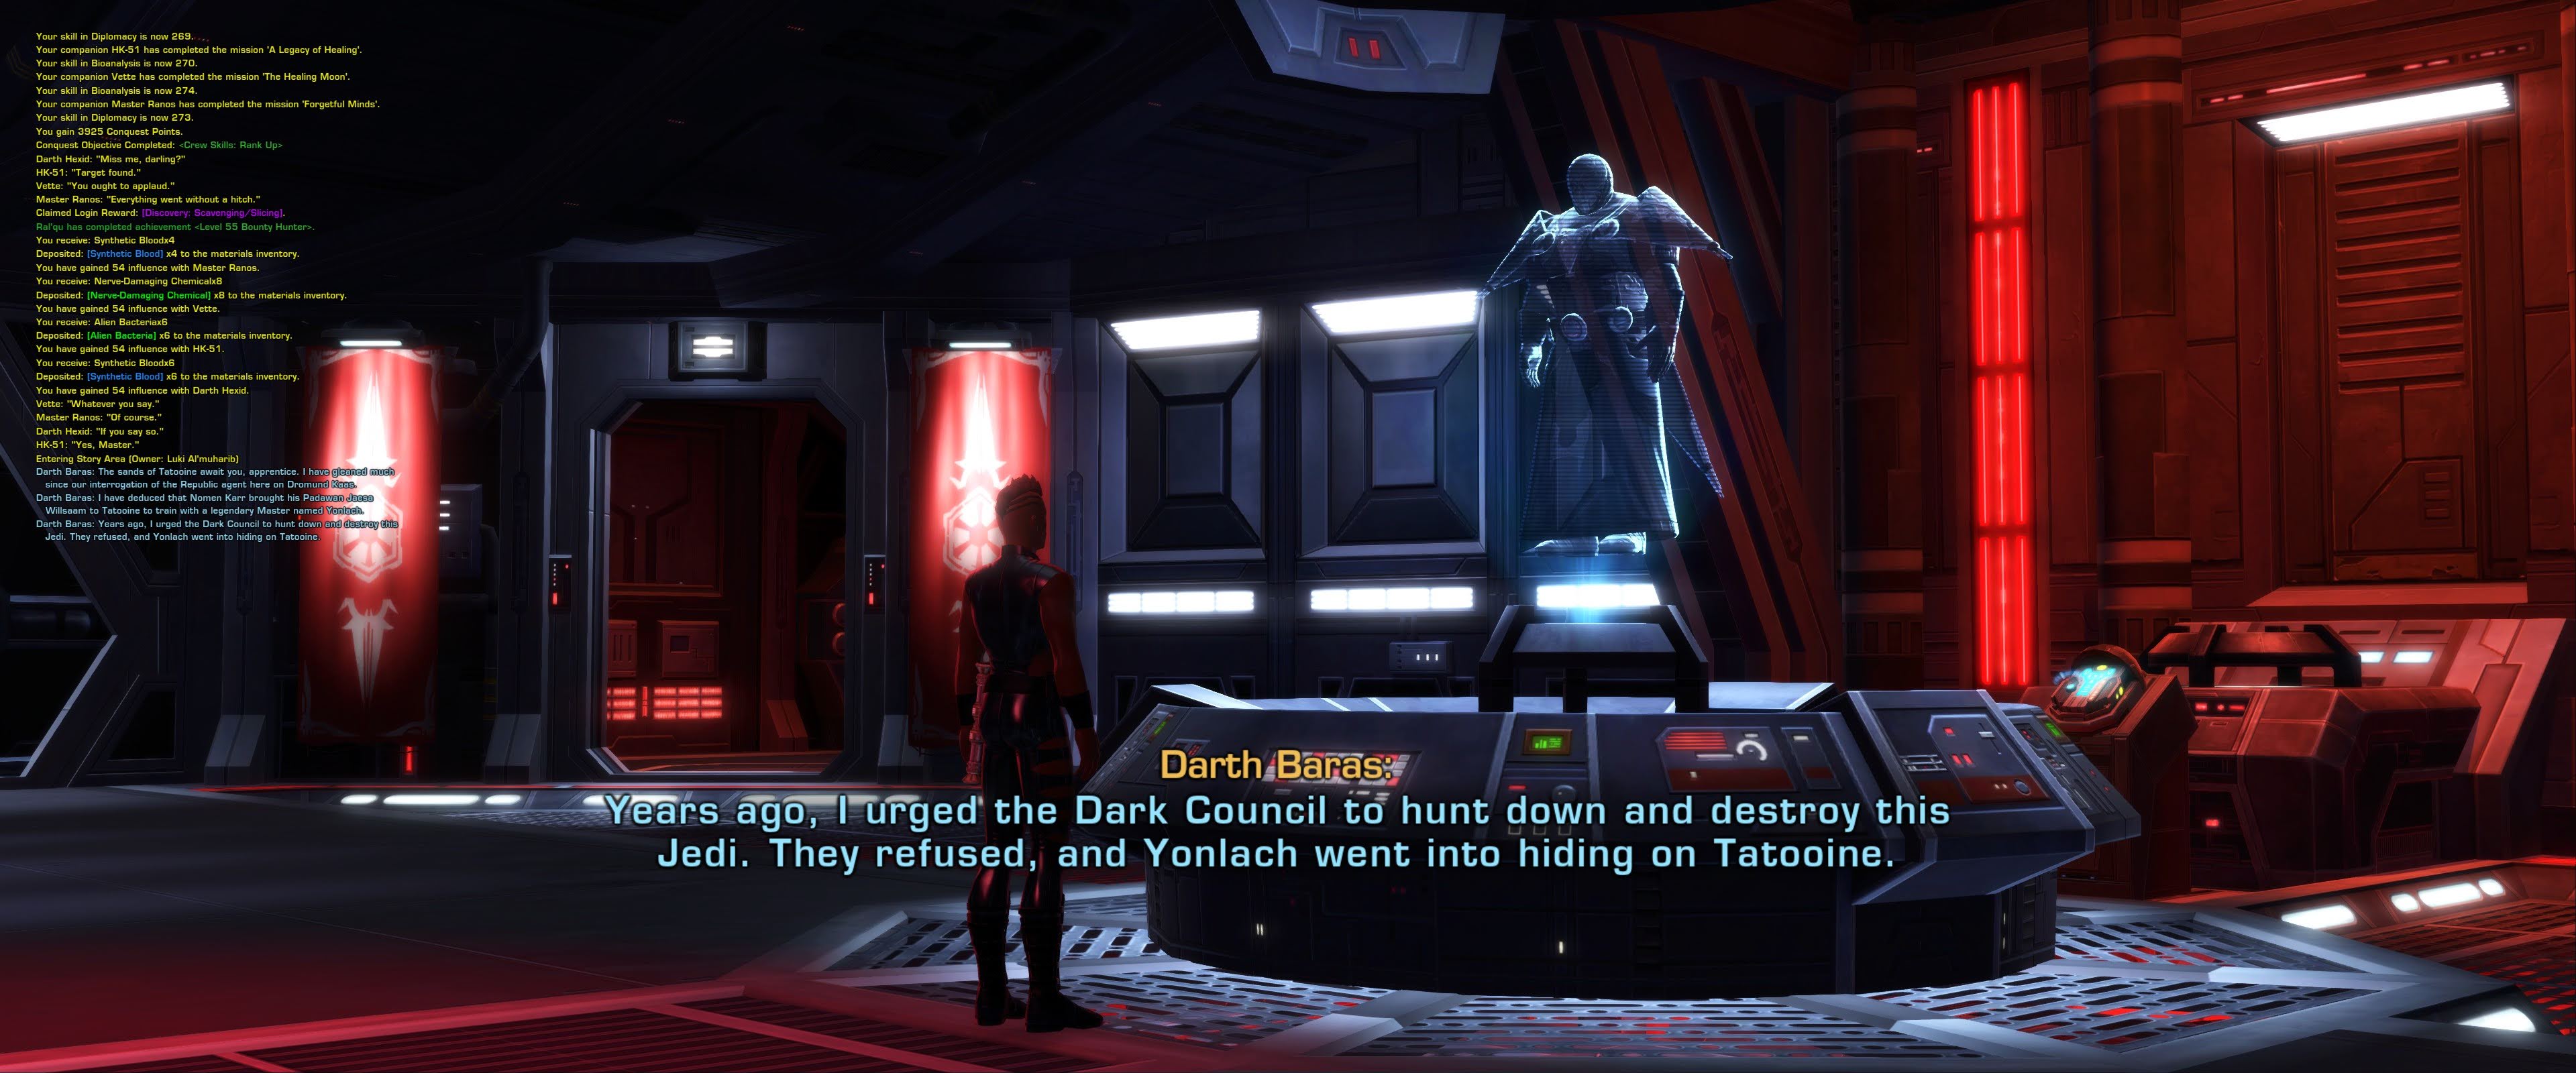 Your skill in Diplomacy is now 269.
Your companion HK-51 has completed the mission 'A Legacy of Healing'.
Your skill in Bioanalysis is now 270.
Your companion Vette has completed the mission 'The Healing Moon'.
Your skill in Bioanalysis is now 274.
Your companion Master Ranos has completed the mission 'Forgetful Minds'.
Your skill in Diplomacy is now 273.
You gain 3925 Conquest Points.
Conquest Objective Completed: <Crew Skills: Rank Up>
Darth Hexid: "Miss me, darling?"
HK-51: "Target found."
Vette: "You ought to applaud."
Master Ranos: "Everything went without a hitch."
Claimed Login Reward: [Discovery: Scavenging/Slicing].
Ral'qu has completed achievement <Level 55 Bounty Hunter>.
You receive: Synthetic Bloodx4
Deposited: [Synthetic Blood] x4 to the materials inventory.
You have gained 54 influence with Master Ranos.
You receive: Nerve-Damaging Chemicalx8
Deposited: [Nerve-Damaging Chemical] x8 to the materials inventory.
You have gained 54 influence with Vette.
You receive: Alien Bacteriax6
Deposited: [Alien Bacteria] x6 to the materials inventory.
You have gained 54 influence with HK-51.
You receive: Synthetic Bloodx6
Deposited: [Synthetic Blood] x6 to the materials inventory.
You have gained 54 influence with Darth Hexid.
Vette: "Whatever you say."
Master Ranos: "Of course."
Darth Hexid: "If you say so."
HK-51: "Yes, Master."
Entering Story Area (Owner: Luki Al'muharib)
Darth Baras: The sands of Tatooine await you, apprentice. I have gleaned much
since our interrogation of the Republic agent here on Dromund Kaas.
Darth Baras: I have deduced that Nomen Karr brought his Padawan Jaesa
Willsaam to Tatooine to train with a legendary Master named Yonlach.
Darth Baras: Years ago, I urged the Dark Council to hunt down and destroy this
Jedi. They refused, and Yonlach went into hiding on Tatooine.
Darth Baras:
Years ago, I urged the Dark Council to hunt down and destroy this
Jedi. They refused, and Yonlach went into hiding on Tatooine.